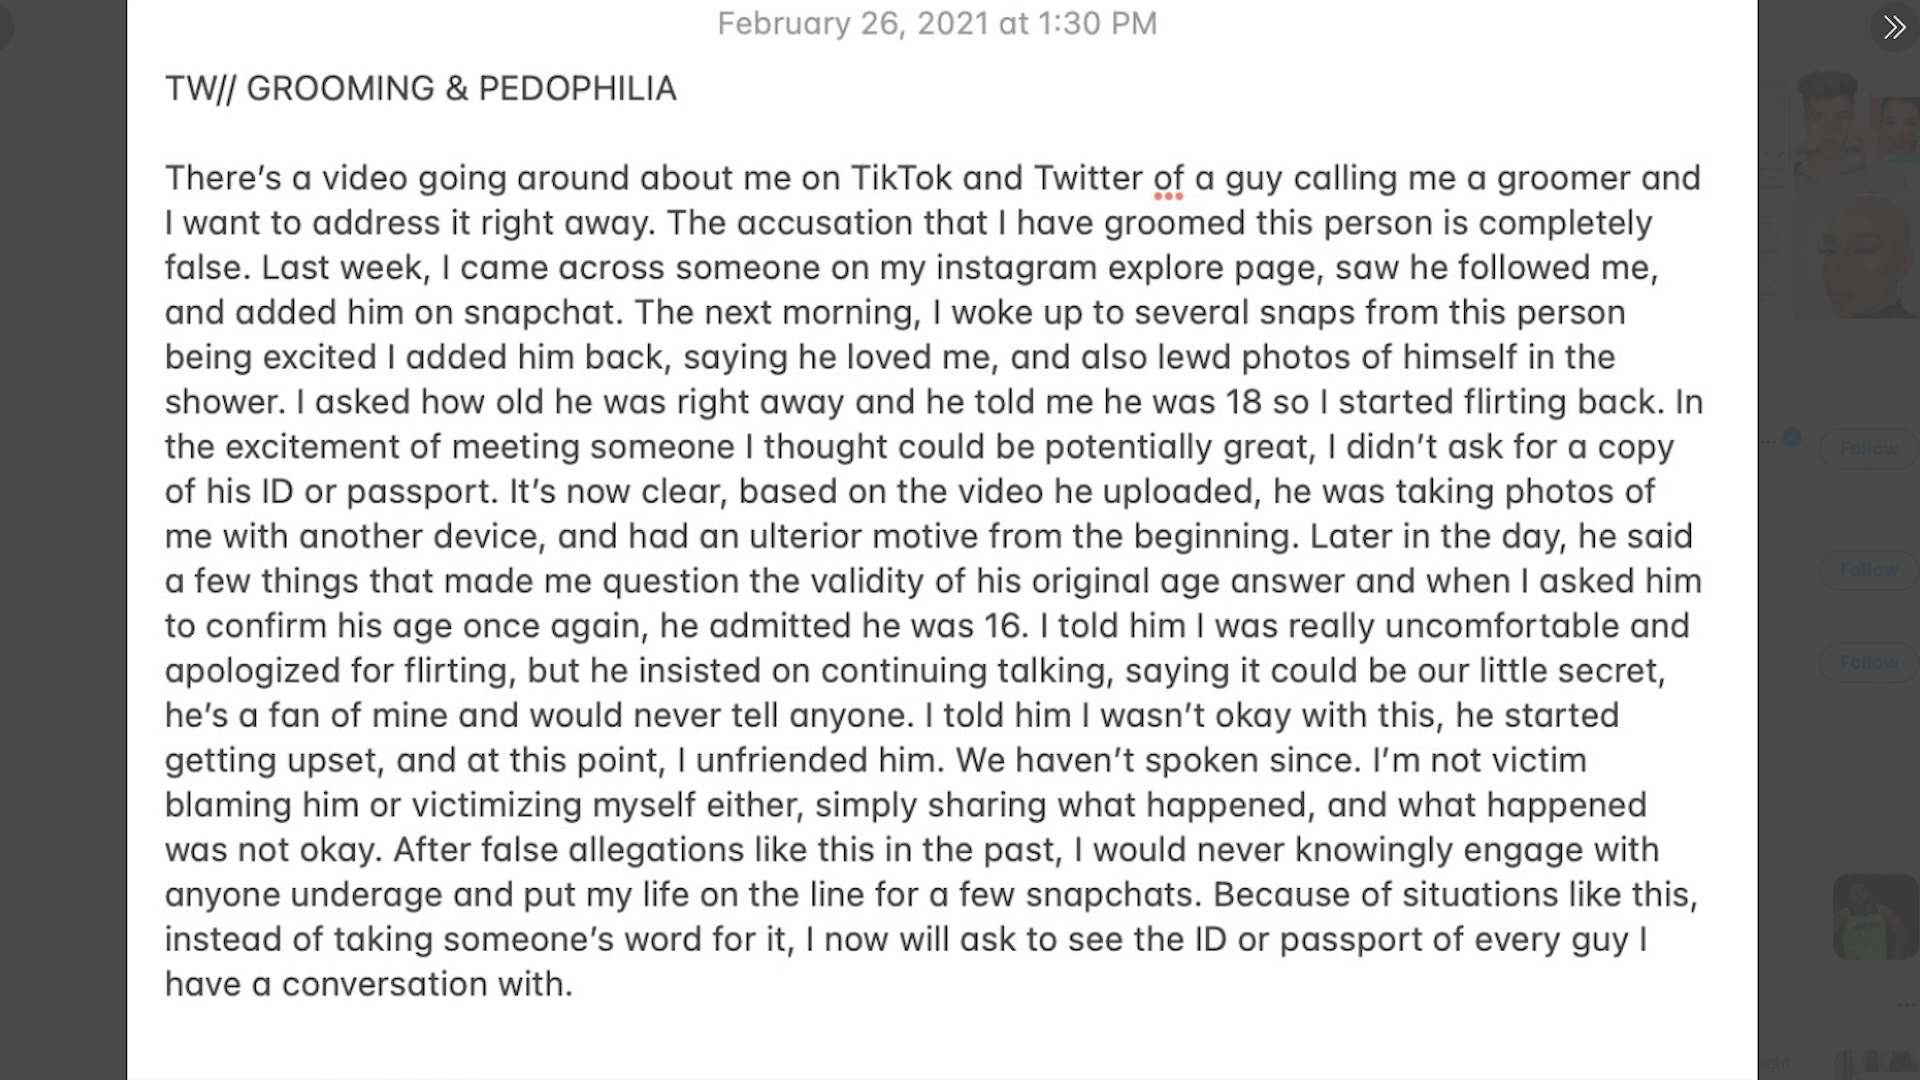 February 26, 2021 at 1:30 PM
TW// GROOMING & PEDOPHILIA
There's a video going around about me on TikTok and Twitter of a guy calling me a groomer and
I want to address it right away. The accusation that I have groomed this person is completely
false. Last week, I came across someone on my instagram explore page, saw he followed me,
and added him on snapchat. The next morning, I woke up to several snaps from this person
being excited I added him back, saying he loved me, and also lewd photos of himself in the
shower. I asked how old he was right away and he told me he was 18 so I started flirting back. In
the excitement of meeting someone I thought could be potentially great, I didn't ask for a copy
of his ID or passport. It's now clear, based on the video he uploaded, he was taking photos of
me with another device, and had an ulterior motive from the beginning. Later in the day, he said
a few things that made me question the validity of his original age answer and when I asked him
to confirm his age once again, he admitted he was 16. I told him I was really uncomfortable and
apologized for flirting, but he insisted on continuing talking, saying it could be our little secret,
he's a fan of mine and would never tell anyone. I told him I wasn't okay with this, he started
getting upset, and at this point, I unfriended him. We haven't spoken since. I'm not victim
blaming him or victimizing myself either, simply sharing what happened, and what happened
was not okay. After false allegations like this in the past, I would never knowingly engage with
anyone underage and put my life on the line for a few snapchats. Because of situations like this,
instead of taking someone's word for it, I now will ask to see the ID or passport of every guy I
have a conversation with.
Follow
Follow
Follow